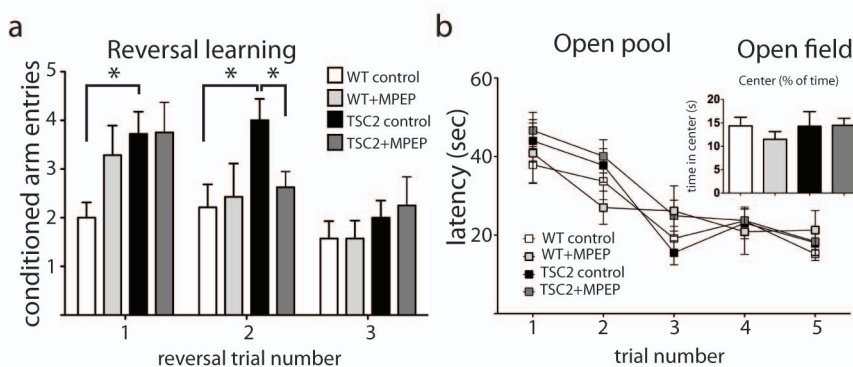 a
Reversal learning
conditioned arm entries
5
4
3
2
1
*
*
*
WT control
WT+MPEP
TSC2 control
TSC2+MPEP
1 2 3
reversal trial number
b
Open pool
latency (sec)
60
40
20
WT control
WT+MPEP
TSC2 control
TSC2+MPEP
1 2 3 4 5
trial number
Open field
Center (% of time)
time in center (s)
20
15
10
5
0